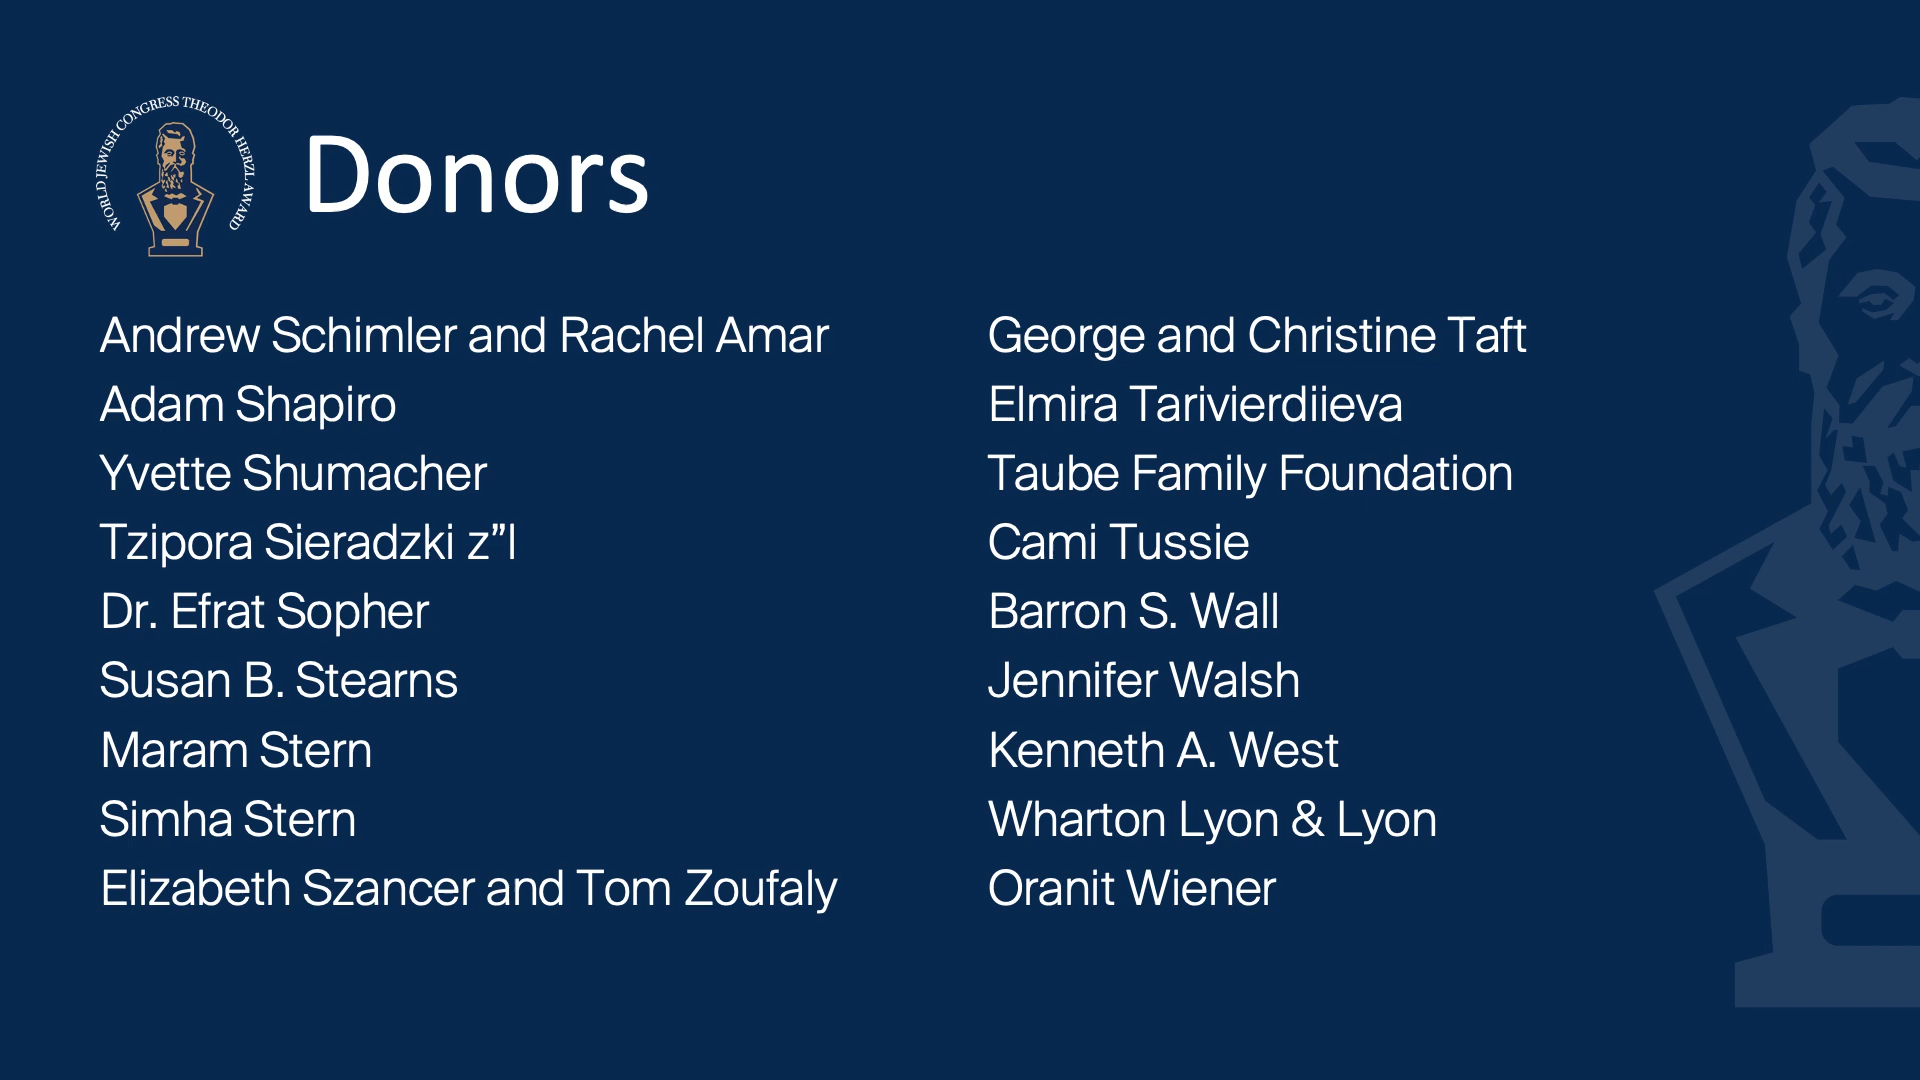 WORLD JEWISH CONGRESS THEODOR HERZL AWARD
Donors
Andrew Schimler and Rachel Amar
Adam Shapiro
Yvette Shumacher
Tzipora Sieradzki z”l
Dr. Efrat Sopher
Susan B. Stearns
Maram Stern
Simha Stern
Elizabeth Szancer and Tom Zoufaly
George and Christine Taft
Elmira Tarivierdiieva
Taube Family Foundation
Cami Tussie
Barron S. Wall
Jennifer Walsh
Kenneth A. West
Wharton Lyon & Lyon
Oranit Wiener